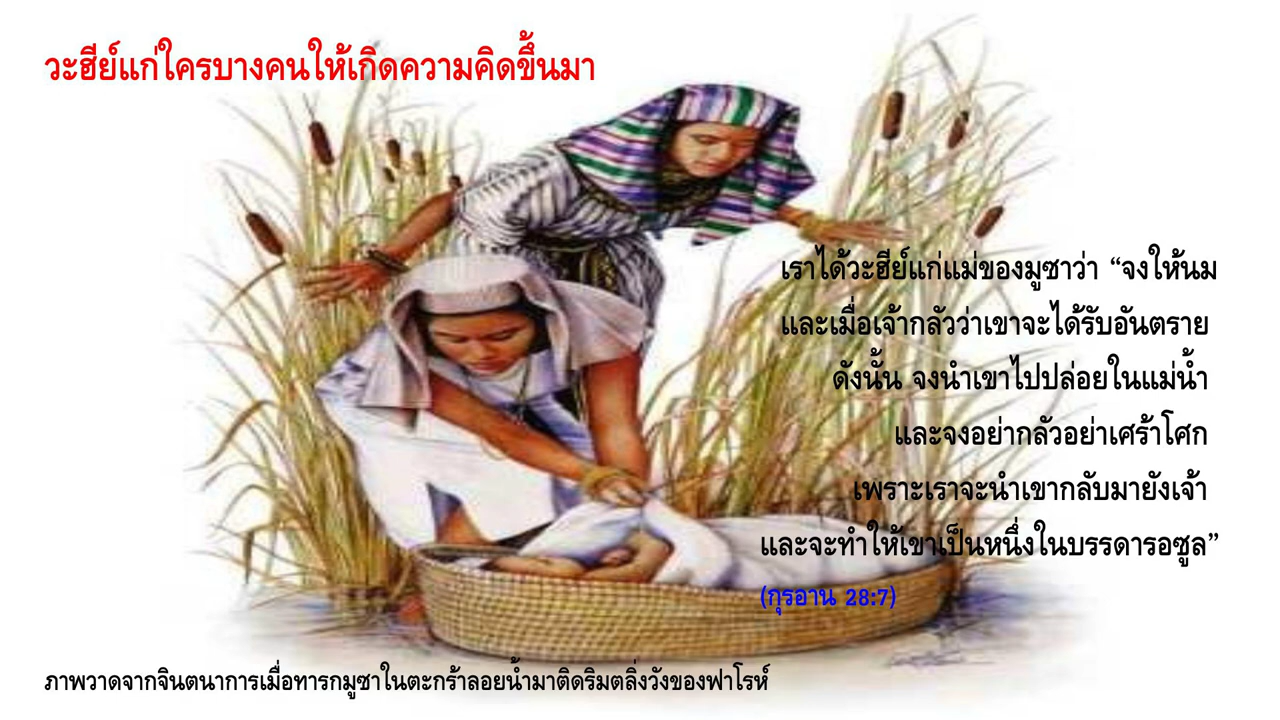 วะฮีย์แก่ใครบางคนให้เกิดความคิดขึ้นมา
เราได้วะฮีย์แก่แม่ของมูซาว่า “จงให้นม
และเมื่อเจ้ากลัวว่าเขาจะได้รับอันตราย
ดังนั้น จงนำเขาไปปล่อยในแม่น้ำ
และจงอย่ากลัวอย่าเศร้าโศก
เพราะเราจะนำเขากลับมายังเจ้า
และจะทำให้เขาเป็นหนึ่งในบรรดารอซูล”
(กุรอาน 28:7)
ภาพวาดจากจินตนาการเมื่อทารกมูซาในตะกร้าลอยน้ำมาติดริมตลิ่งวังของฟาโรห์